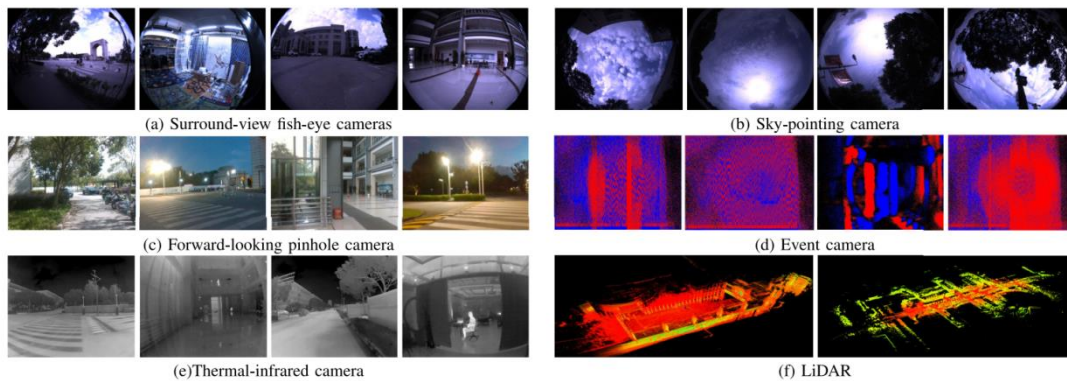 (a) Surround-view fish-eye cameras
(b) Sky-pointing camera
(c) Forward-looking pinhole camera
(d) Event camera
(e)Thermal-infrared camera
(f) LiDAR